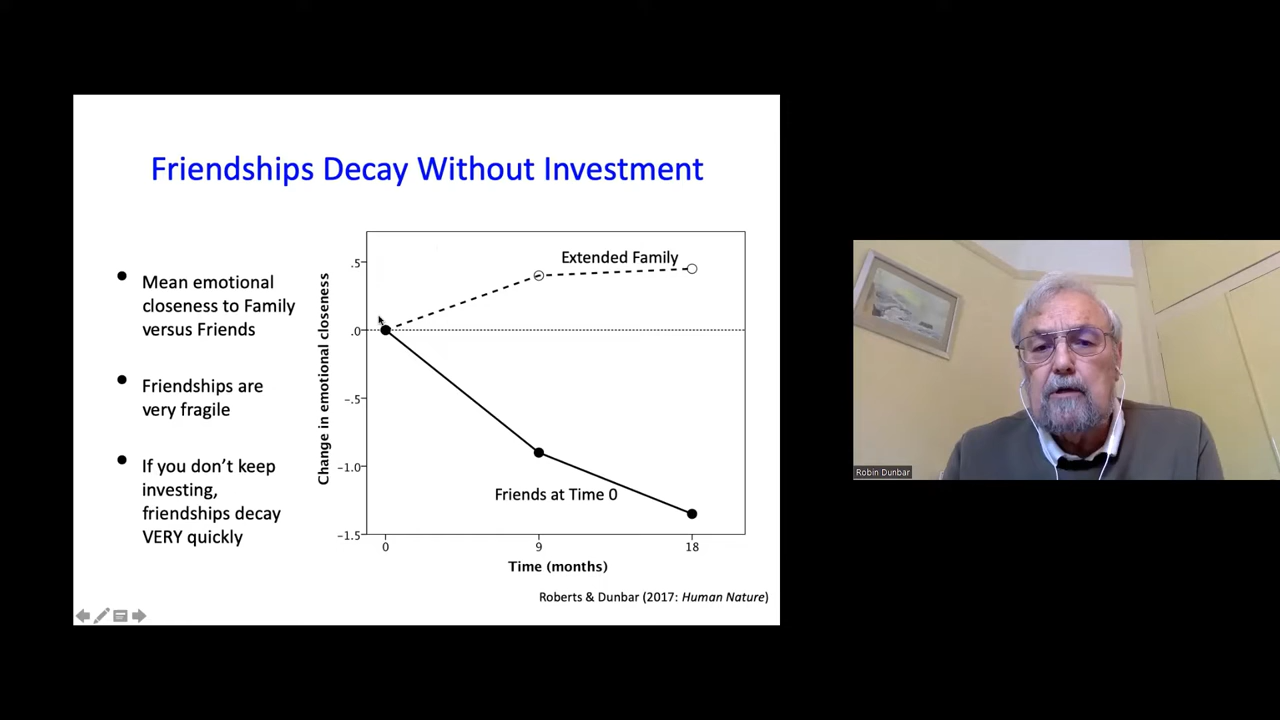 Friendships Decay Without Investment
• Mean emotional
closeness to Family
versus Friends
• Friendships are
very fragile
• If you don’t keep
investing,
friendships decay
VERY quickly
Change in emotional closeness
.5
.0
–.5
–1.0
–1.5
Extended Family
Friends at Time 0
0 9 18
Time (months)
Roberts & Dunbar (2017: Human Nature)
Robin Dunbar